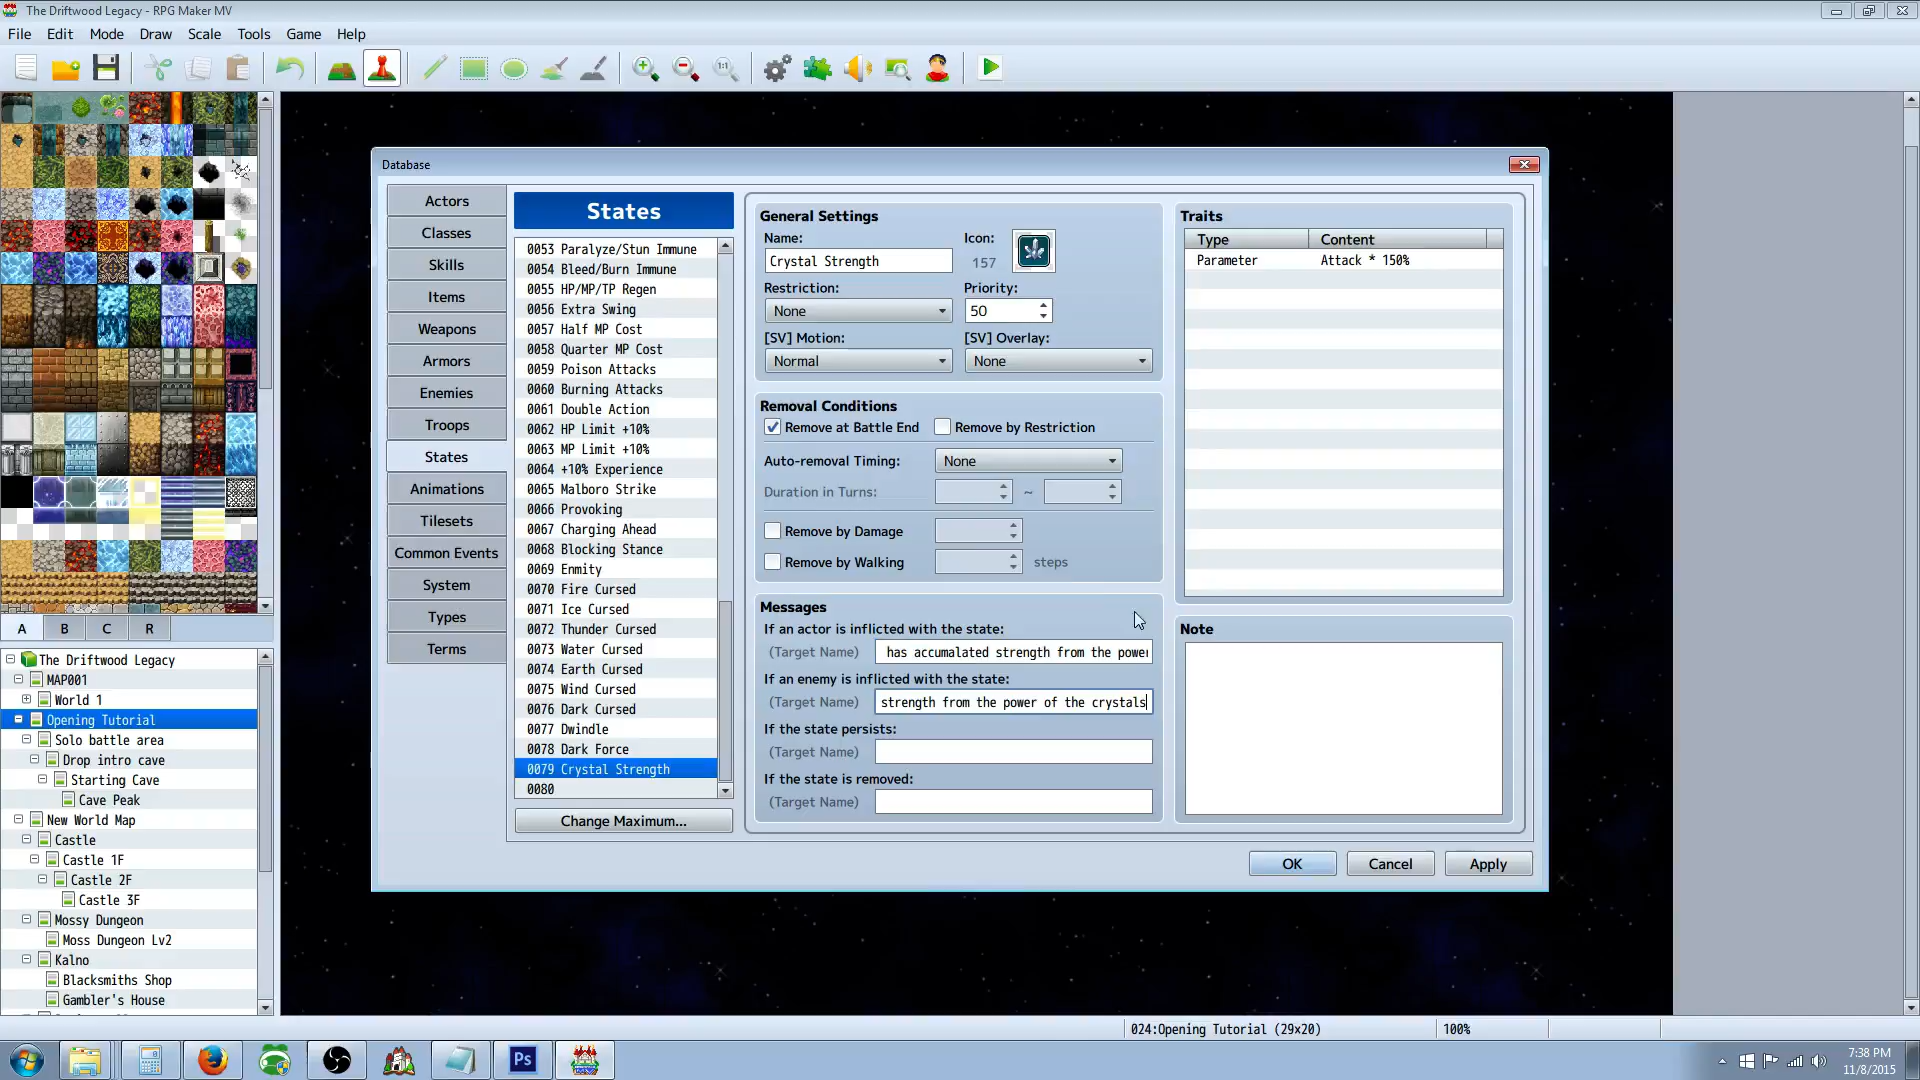 The Driftwood Legacy - RPG Maker MV
File Edit Mode Draw Scale Tools Game Help
1:1
Database
Actors
Classes
Skills
Items
Weapons
Armors
Enemies
Troops
States
Animations
Tilesets
Common Events
System
Types
Terms
States
0053 Paralyze/Stun Immune
0054 Bleed/Burn Immune
0055 HP/MP/TP Regen
0056 Extra Swing
0057 Half MP Cost
0058 Quarter MP Cost
0059 Poison Attacks
0060 Burning Attacks
0061 Double Action
0062 HP Limit +10%
0063 MP Limit +10%
0064 +10% Experience
0065 Malboro Strike
0066 Provoking
0067 Charging Ahead
0068 Blocking Stance
0069 Enmity
0070 Fire Cursed
0071 Ice Cursed
0072 Thunder Cursed
0073 Water Cursed
0074 Earth Cursed
0075 Wind Cursed
0076 Dark Cursed
0077 Dwindle
0078 Dark Force
0079 Crystal Strength
0080
Change Maximum...
General Settings
Name: Icon:
Crystal Strength 157
Restriction: Priority:
None 50
[SV] Motion: [SV] Overlay:
Normal None
Removal Conditions
Remove at Battle End Remove by Restriction
Auto-removal Timing: None
Duration in Turns: ~
Remove by Damage
Remove by Walking steps
Messages
If an actor is inflicted with the state:
(Target Name) has accumalated strength from the power
If an enemy is inflicted with the state:
(Target Name) strength from the power of the crystals
If the state persists:
(Target Name)
If the state is removed:
(Target Name)
Traits
Type Content
Parameter Attack * 150%
Note
OK Cancel Apply
A B C R
The Driftwood Legacy
MAP001
World 1
Opening Tutorial
Solo battle area
Drop intro cave
Starting Cave
Cave Peak
New World Map
Castle
Castle 1F
Castle 2F
Castle 3F
Mossy Dungeon
Moss Dungeon Lv2
Kalno
Blacksmiths Shop
Gambler's House
024:Opening Tutorial (29x20) 100%
Ps
7:38 PM
11/8/2015